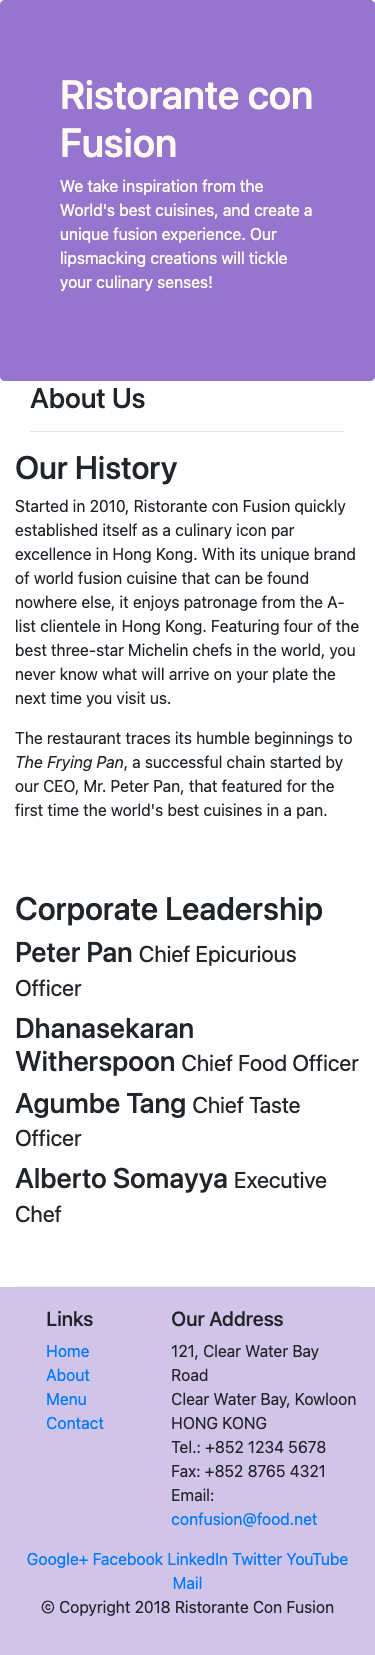 Ristorante con
Fusion
We take inspiration from the
World's best cuisines, and create a
unique fusion experience. Our
lipsmacking creations will tickle
your culinary senses!
About Us
Our History
Started in 2010, Ristorante con Fusion quickly
established itself as a culinary icon par
excellence in Hong Kong. With its unique brand
of world fusion cuisine that can be found
nowhere else, it enjoys patronage from the A-
list clientele in Hong Kong. Featuring four of the
best three-star Michelin chefs in the world, you
never know what will arrive on your plate the
next time you visit us.
The restaurant traces its humble beginnings to
The Frying Pan, a successful chain started by
our CEO, Mr. Peter Pan, that featured for the
first time the world's best cuisines in a pan.
Corporate Leadership
Peter Pan Chief Epicurious
Officer
Dhanasekaran
Witherspoon Chief Food Officer
Agumbe Tang Chief Taste
Officer
Alberto Somayya Executive
Chef
Links
Home
About
Menu
Contact
Our Address
121, Clear Water Bay
Road
Clear Water Bay, Kowloon
HONG KONG
Tel.: +852 1234 5678
Fax: +852 8765 4321
Email:
confusion@food.net
Google+ Facebook LinkedIn Twitter YouTube
Mail
© Copyright 2018 Ristorante Con Fusion